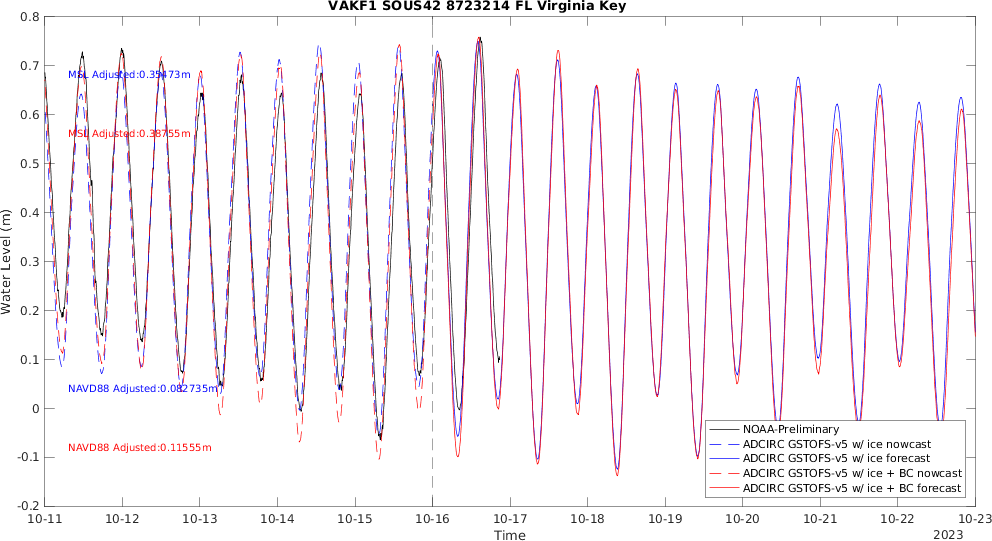 VAKF1 SOUS42 8723214 FL Virginia Key
0.8
0.7
0.6
0.5
0.4
0.3
0.2
0.1
0
-0.1
-0.2
Water Level (m)
MSL Adjusted:0.35473m
MSL Adjusted:0.38755m
NAVD88 Adjusted:0.082735m
NAVD88 Adjusted:0.11555m
NOAA-Preliminary
ADCIRC GSTOFS-v5 w/ ice nowcast
ADCIRC GSTOFS-v5 w/ ice forecast
ADCIRC GSTOFS-v5 w/ ice + BC nowcast
ADCIRC GSTOFS-v5 w/ ice + BC forecast
10-11 10-12 10-13 10-14 10-15 10-16 10-17 10-18 10-19 10-20 10-21 10-22 10-23
Time
2023